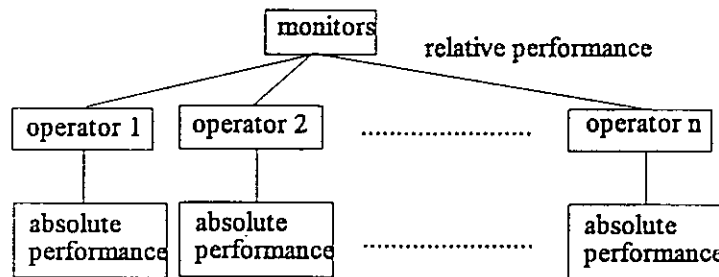 monitors
relative performance
operator 1
operator 2
....................
operator n
absolute
performance
absolute
performance
....................
absolute
performance